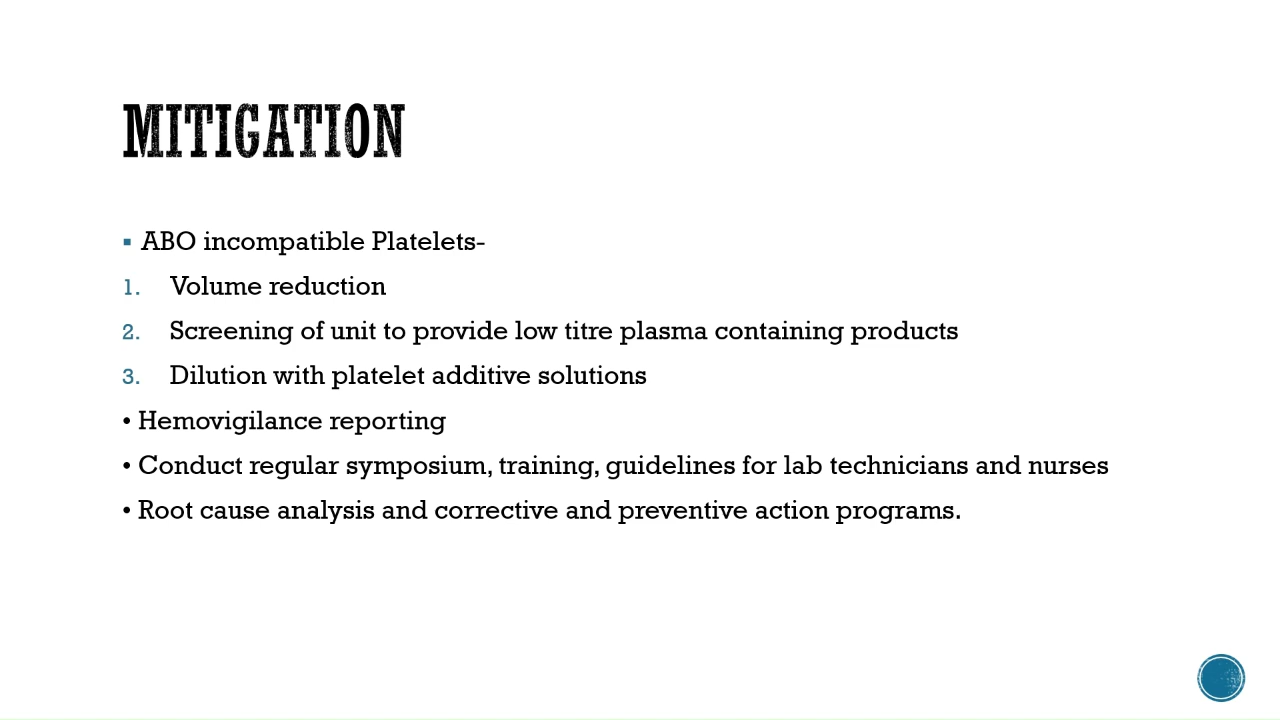 MITIGATION
▪ ABO incompatible Platelets-
1. Volume reduction
2. Screening of unit to provide low titre plasma containing products
3. Dilution with platelet additive solutions
• Hemovigilance reporting
• Conduct regular symposium, training, guidelines for lab technicians and nurses
• Root cause analysis and corrective and preventive action programs.